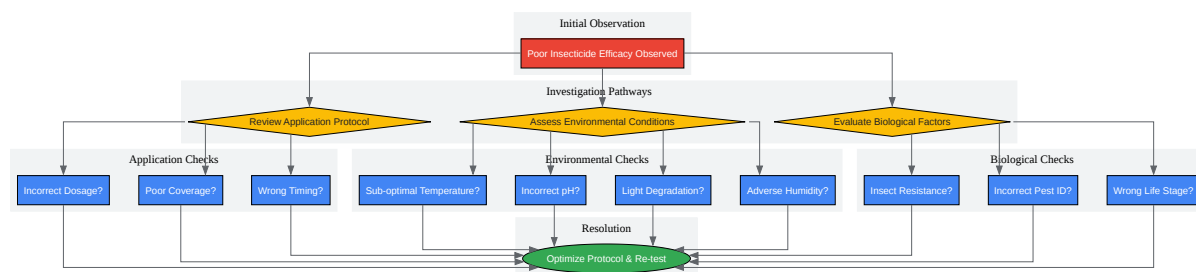 Initial Observation
Poor Insecticide Efficacy Observed
Investigation Pathways
Review Application Protocol
Assess Environmental Conditions
Evaluate Biological Factors
Application Checks
Environmental Checks
Biological Checks
Incorrect Dosage?
Poor Coverage?
Wrong Timing?
Sub-optimal Temperature?
Incorrect pH?
Light Degradation?
Adverse Humidity?
Insect Resistance?
Incorrect Pest ID?
Wrong Life Stage?
Resolution
Optimize Protocol & Re-test